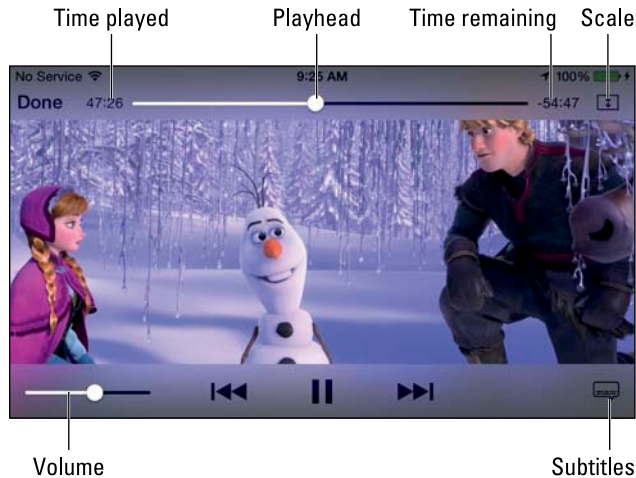 Time played Playhead Time remaining Scale
No Service 9:25 AM 100%
Done 47:26 -54:47
Volume Subtitles